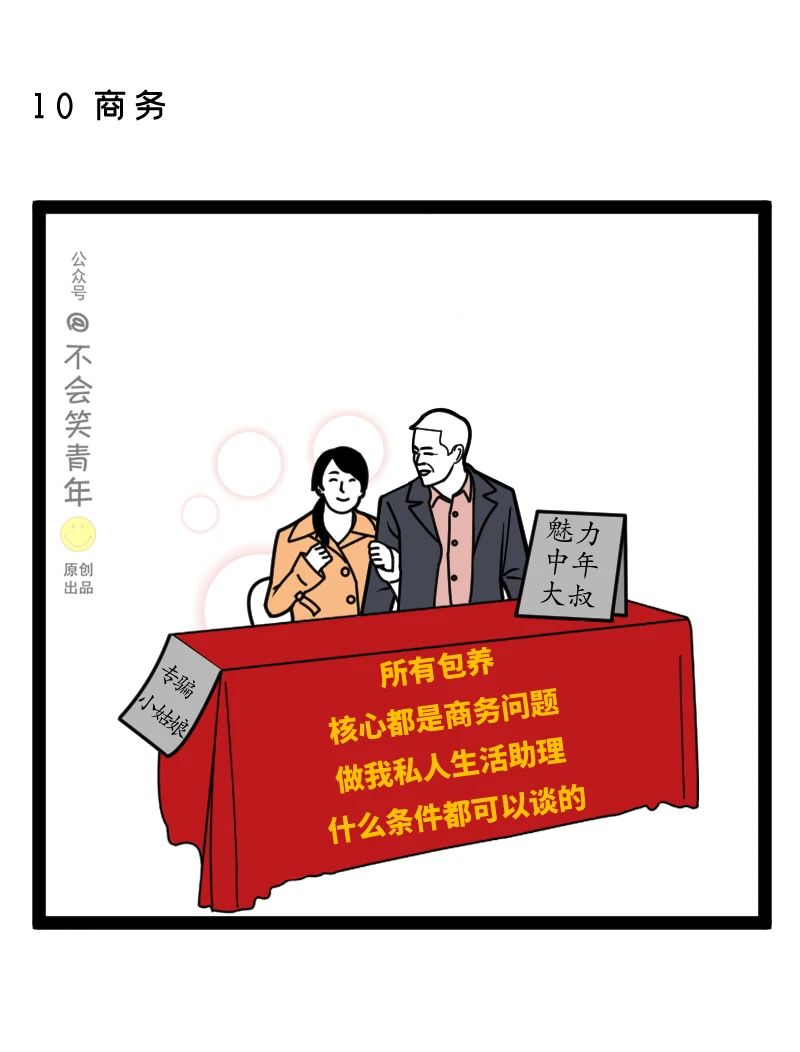 10 商务
公众号
@不会笑青年
原创
出品
魅力
中年
大叔
专骗
小姑娘
所有包养
核心都是商务问题
做我私人生活助理
什么条件都可以谈的